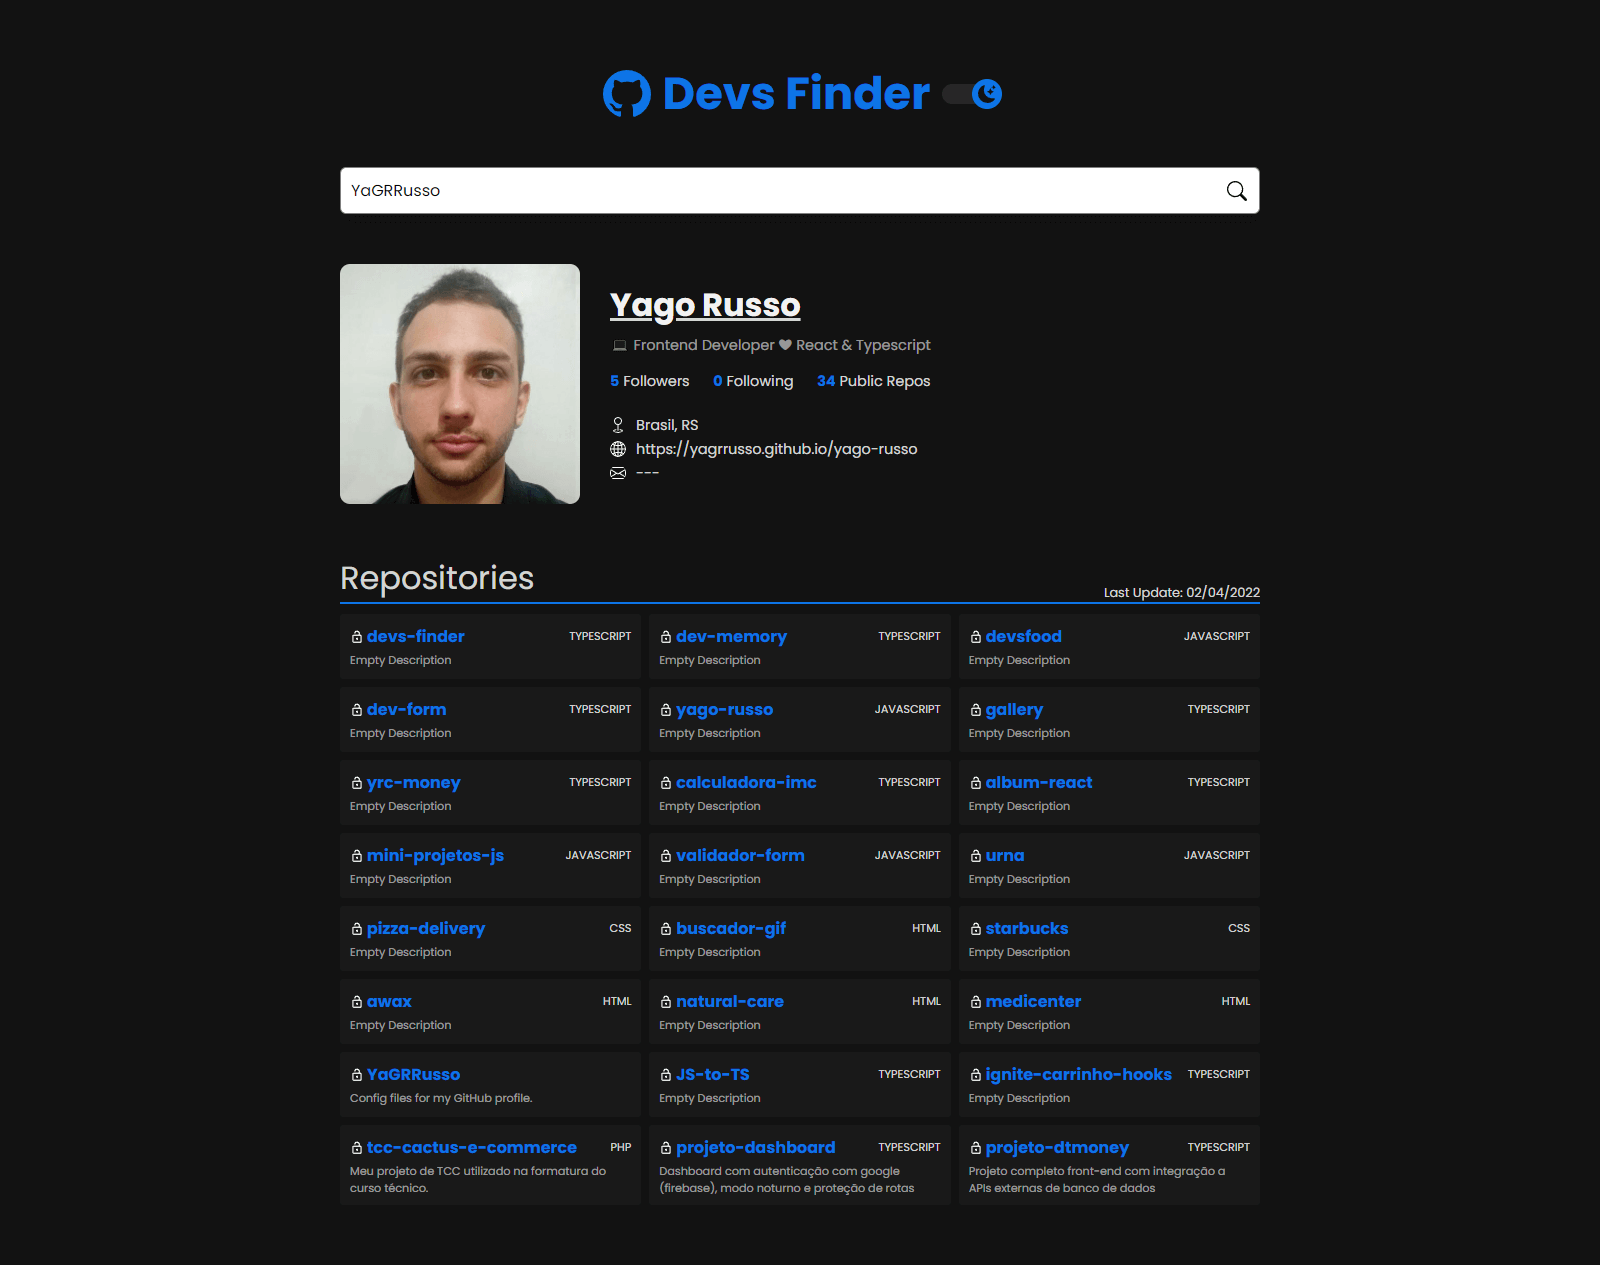 Devs Finder
YaGRRusso
Yago Russo
Frontend Developer React & Typescript
5 Followers 0 Following 34 Public Repos
Brasil, RS
https://yagrrusso.github.io/yago-russo
---
Repositories
Last Update: 02/04/2022
devs-finder TYPESCRIPT
Empty Description
dev-memory TYPESCRIPT
Empty Description
devsfood JAVASCRIPT
Empty Description
dev-form TYPESCRIPT
Empty Description
yago-russo JAVASCRIPT
Empty Description
gallery TYPESCRIPT
Empty Description
yrc-money TYPESCRIPT
Empty Description
calculadora-imc TYPESCRIPT
Empty Description
album-react TYPESCRIPT
Empty Description
mini-projetos-js JAVASCRIPT
Empty Description
validador-form JAVASCRIPT
Empty Description
urna JAVASCRIPT
Empty Description
pizza-delivery CSS
Empty Description
buscador-gif HTML
Empty Description
starbucks CSS
Empty Description
awax HTML
Empty Description
natural-care HTML
Empty Description
medicenter HTML
Empty Description
YaGRRusso
Config files for my GitHub profile.
JS-to-TS TYPESCRIPT
Empty Description
ignite-carrinho-hooks TYPESCRIPT
Empty Description
tcc-cactus-e-commerce PHP
Meu projeto de TCC utilizado na formatura do
curso técnico.
projeto-dashboard TYPESCRIPT
Dashboard com autenticação com google
(firebase), modo noturno e proteção de rotas
projeto-dtmoney TYPESCRIPT
Projeto completo front-end com integração a
APIs externas de banco de dados